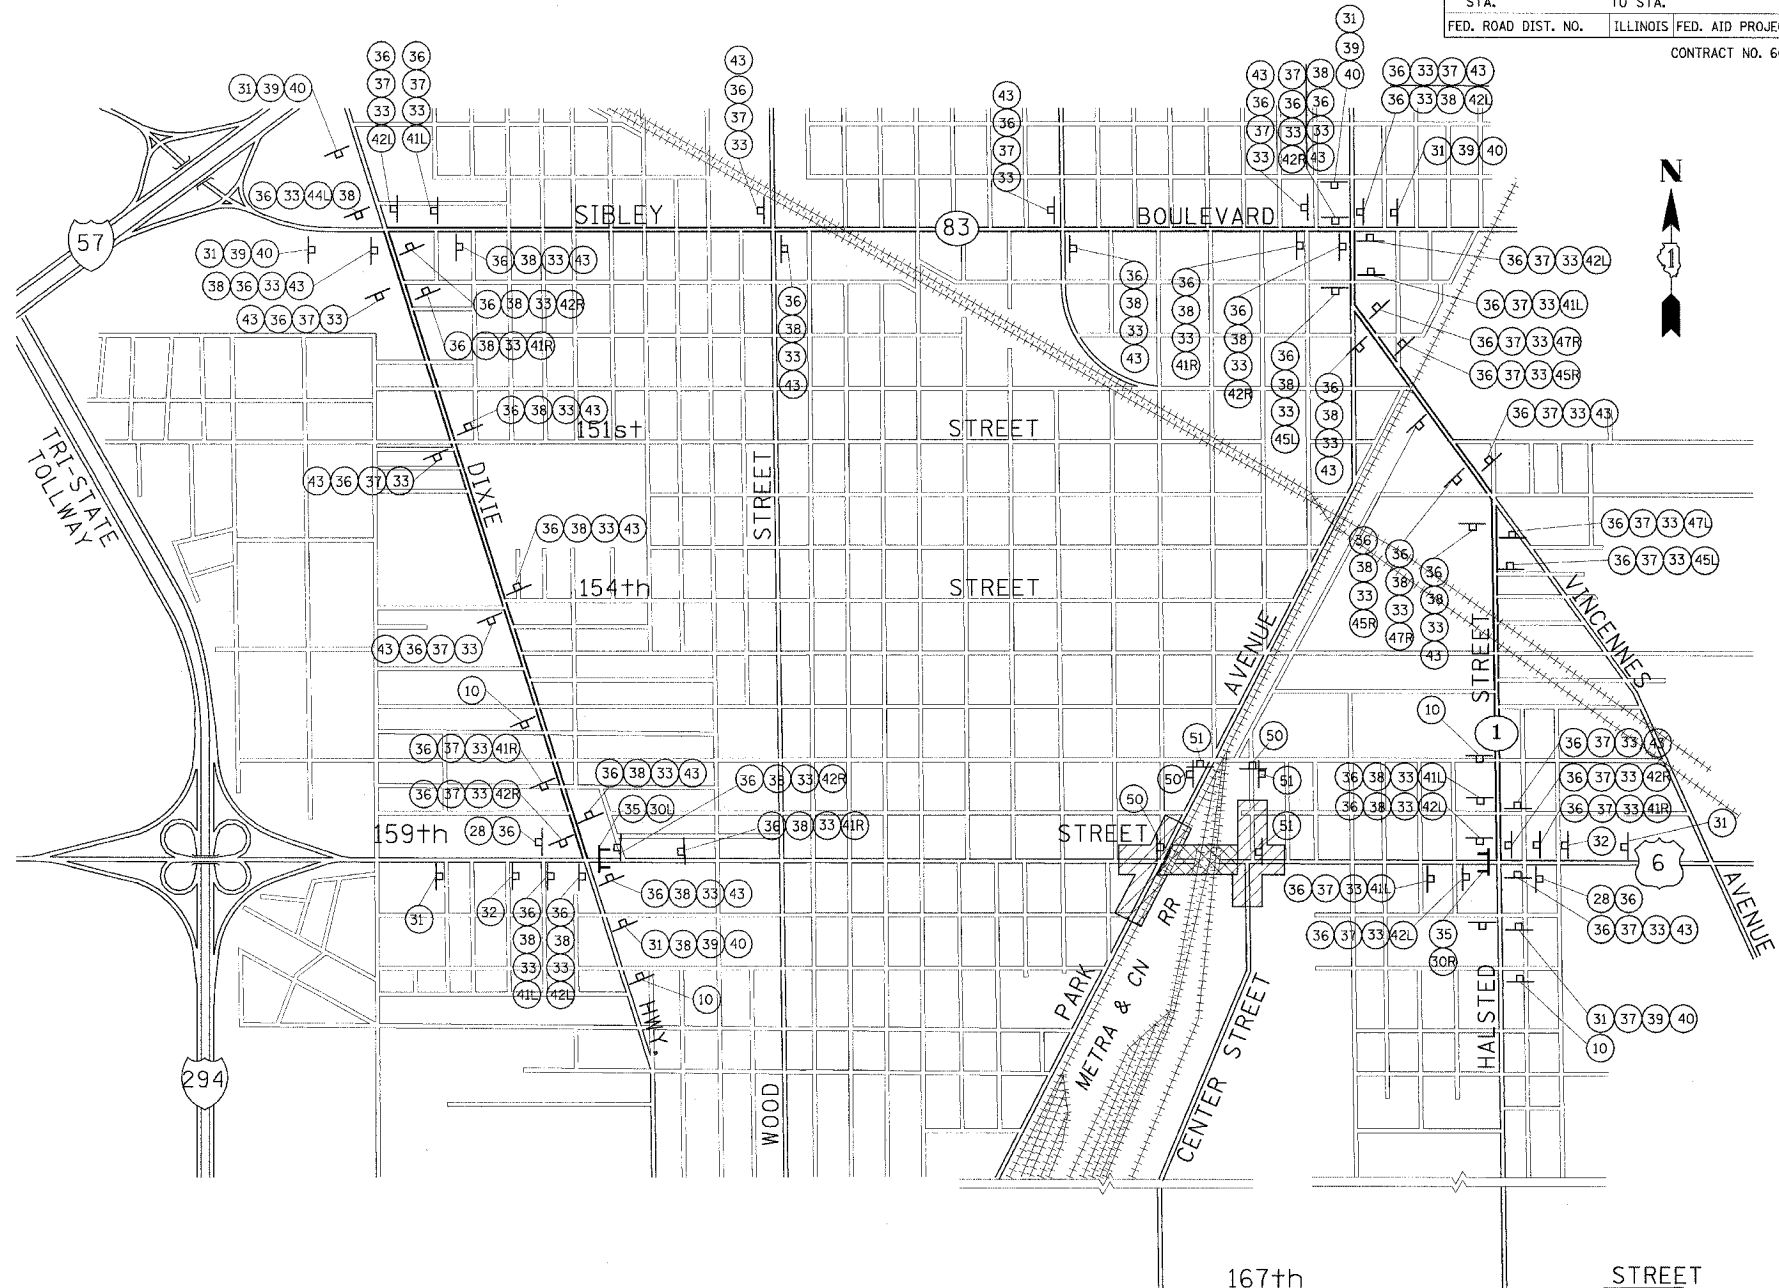 STA. TO STA.
FED. ROAD DIST. NO. ILLINOIS FED. AID PROJE
CONTRACT NO. 6
31
39
40
36 37 33 42L
36 37 33 41L
43 36 37 33
43 36 37 33
43 36 37 33
37 36 33 42R
38 36 33 43
36 33 37 43
36 33 38 42L
31 39 40
31 39 40
N
1
36 33 44L 38
SIBLEY
83
BOULEVARD
57
31 39 40
36 38 33 43
38 36 33 43
36 38 33 42R
43 36 37 33
36 38 33 41R
36 38 33 43
36 38 33 43
36 38 33 41R
36 38 33 42R
36 38 33 45L
36 38 33 43
36 37 33 42L
36 37 33 41L
36 37 33 47R
36 37 33 45R
36 37 33 43
36 38 33 43
151st
STREET
43 36 37 33
TRI-STATE
TOLLWAY
DIXIE
STREET
36 38 33 43
154th
STREET
43 36 37 33
36 38 33 45R
36 38 33 47R
36 38 33 43
36 37 33 47L
36 37 33 45L
VINCENNES
AVENUE
STREET
10
10
1
36 37 33 41R
36 37 33 42R
36 38 33 43
36 38 33 42R
35 30L
36 38 33 41R
159th
28 36
51
50
50
51
50
51
STREET
36 38 33 41L
36 38 33 42L
36 37 33 43
36 37 33 42R
36 37 33 41R
31
32
6
31
32
36 38 33 41L
36 38 33 42L
36 38 33 43
31 38 39 40
10
36 37 33 41L
36 37 33 42L
35
30R
28 36
36 37 33 43
AVENUE
31 37 39 40
10
HWY.
PARK
METRA & CN RR
CENTER STREET
HALSTED
294
WOOD
167th
STREET